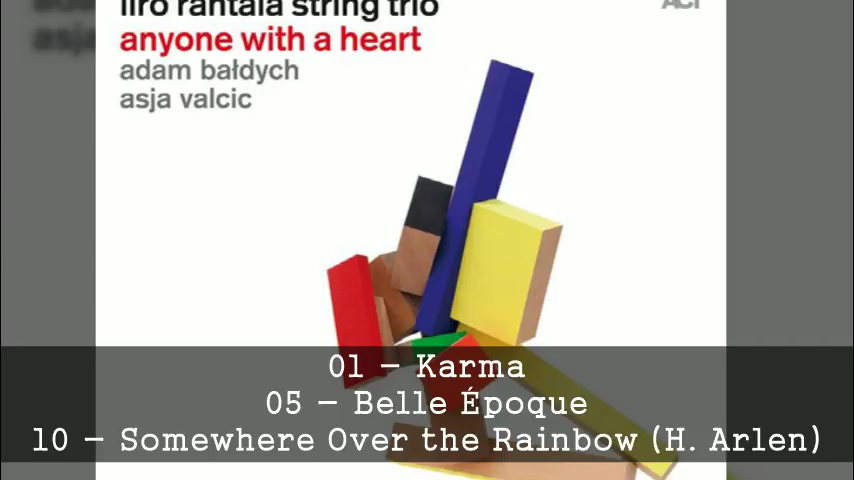 iiro rantala string trio
anyone with a heart
adam bałdych
asja valcic
ACT
01 – Karma
05 – Belle Époque
10 – Somewhere Over the Rainbow (H. Arlen)